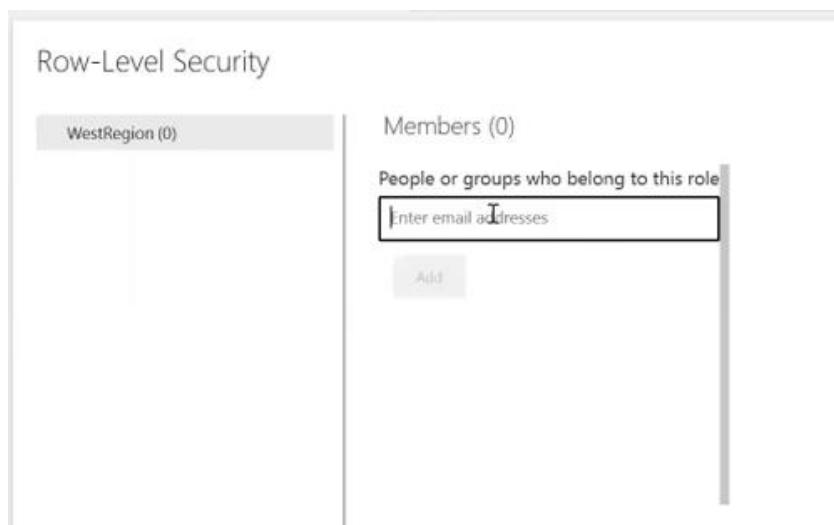 Row-Level Security
WestRegion (0)
Members (0)
People or groups who belong to this role
Enter email addresses
Add